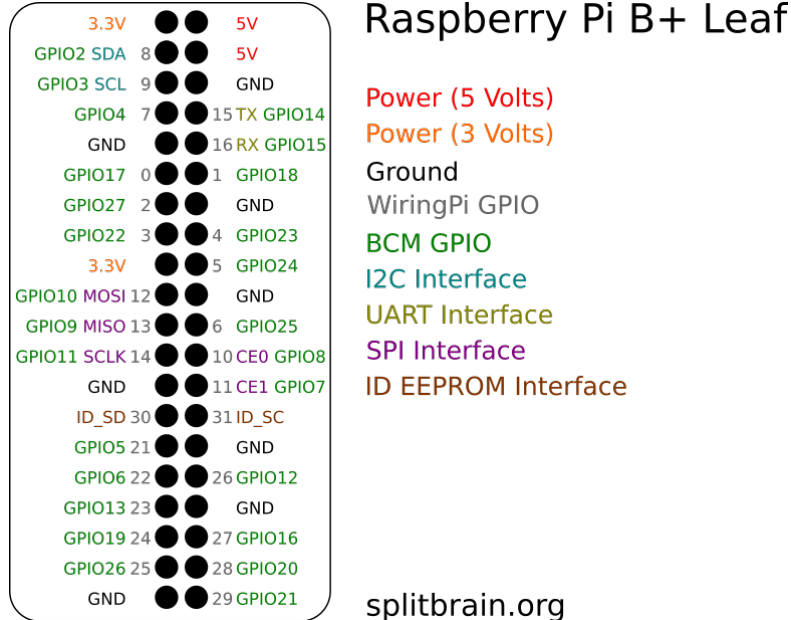 Raspberry Pi B+ Leaf
3.3V 5V
GPIO2 SDA 8 5V
GPIO3 SCL 9 GND
GPIO4 7 15 TX GPIO14
GND 16 RX GPIO15
GPIO17 0 1 GPIO18
GPIO27 2 GND
GPIO22 3 4 GPIO23
3.3V 5 GPIO24
GPIO10 MOSI 12 GND
GPIO9 MISO 13 6 GPIO25
GPIO11 SCLK 14 10 CE0 GPIO8
GND 11 CE1 GPIO7
ID_SD 30 31 ID_SC
GPIO5 21 GND
GPIO6 22 26 GPIO12
GPIO13 23 GND
GPIO19 24 27 GPIO16
GPIO26 25 28 GPIO20
GND 29 GPIO21
Power (5 Volts)
Power (3 Volts)
Ground
WiringPi GPIO
BCM GPIO
I2C Interface
UART Interface
SPI Interface
ID EEPROM Interface
splitbrain.org